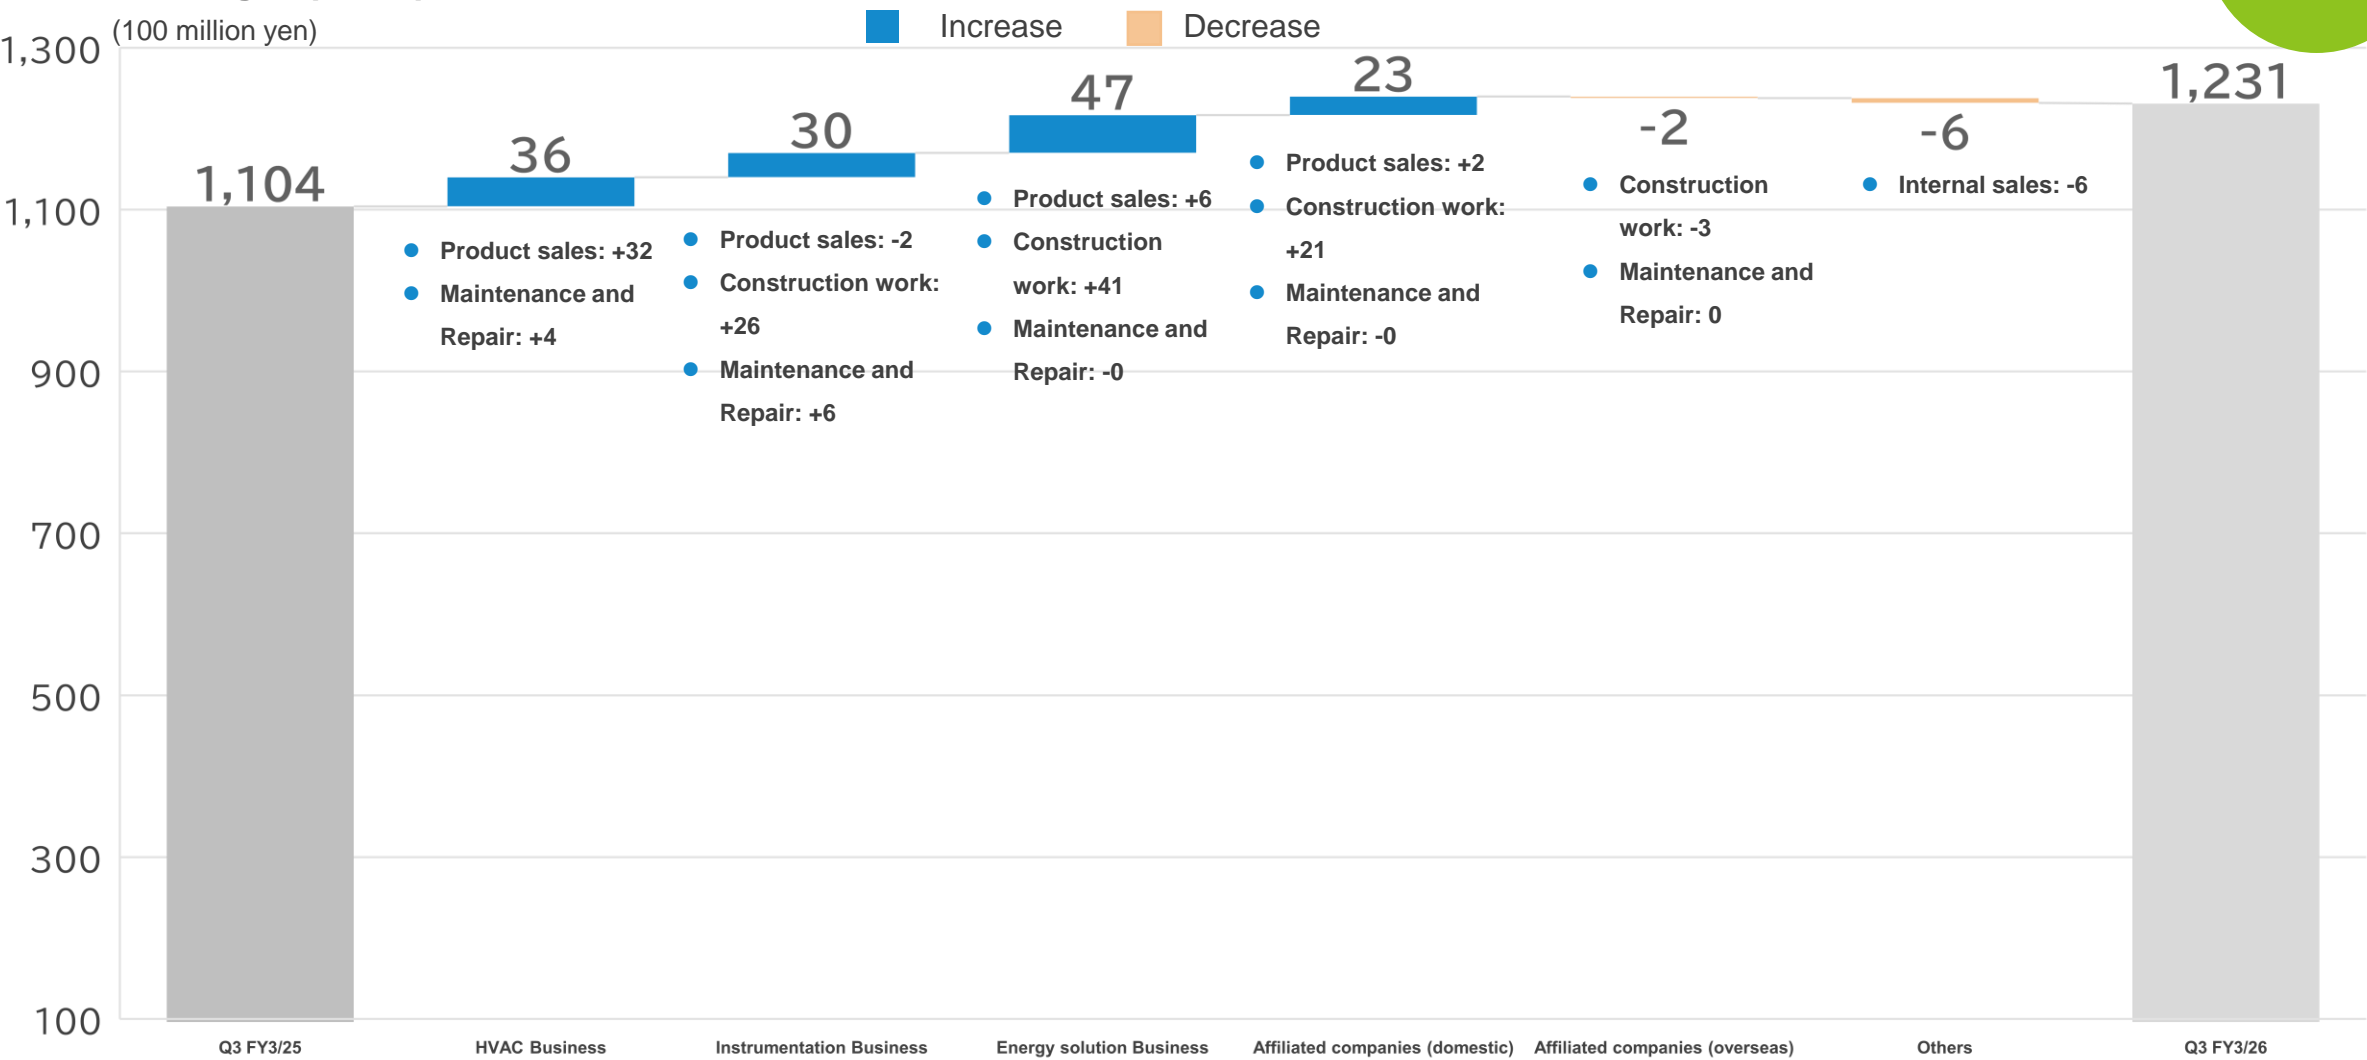 (100 million yen)
Increase
Decrease
1,300
1,100
900
700
500
300
100
1,104
36
30
47
23
-2
-6
1,231
Product sales: +32
Maintenance and
Repair: +4
Product sales: -2
Construction work:
+26
Maintenance and
Repair: +6
Product sales: +6
Construction
work: +41
Maintenance and
Repair: -0
Product sales: +2
Construction work:
+21
Maintenance and
Repair: -0
Construction
work: -3
Maintenance and
Repair: 0
Internal sales: -6
Q3 FY3/25
HVAC Business
Instrumentation Business
Energy solution Business
Affiliated companies (domestic)
Affiliated companies (overseas)
Others
Q3 FY3/26